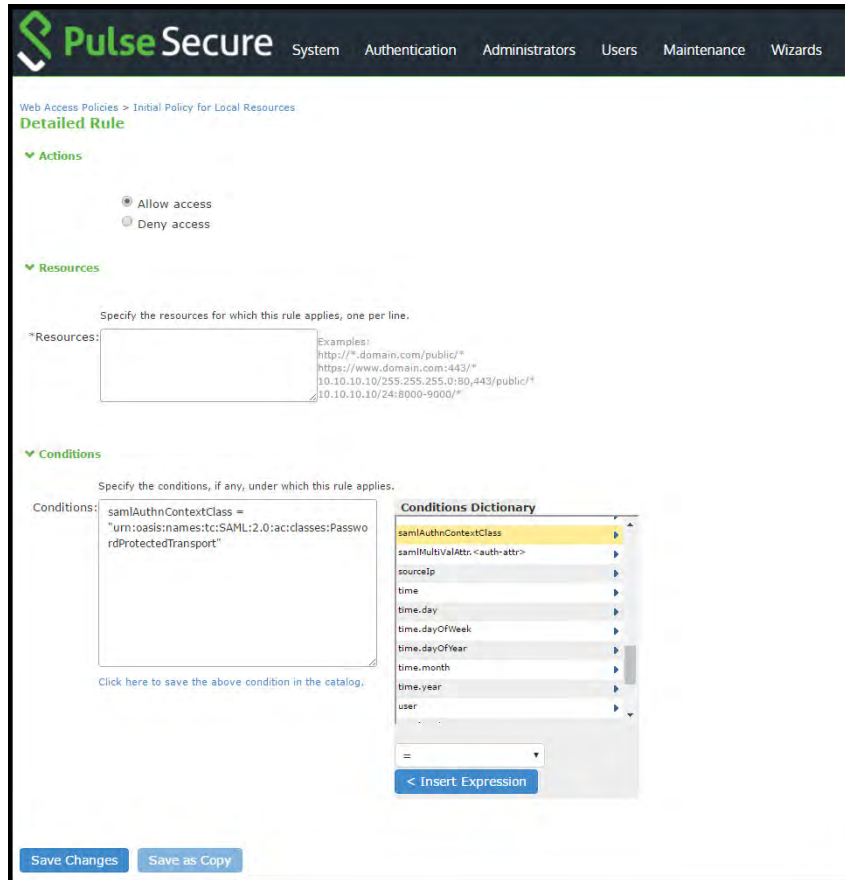 Pulse Secure System Authentication Administrators Users Maintenance Wizards
Web Access Policies > Initial Policy for Local Resources
Detailed Rule
Actions
Allow access
Deny access
Resources
Specify the resources for which this rule applies, one per line.
*Resources:
Examples:
http://*.domain.com/public/*
https://www.domain.com:443/*
10.10.10.10/255.255.255.0:80,443/public/*
10.10.10.10/24:8000-9000/*
Conditions
Specify the conditions, if any, under which this rule applies.
Conditions:
samlAuthnContextClass =
"urn:oasis:names:tc:SAML:2.0:ac:classes:Passwo
rdProtectedTransport"
Click here to save the above condition in the catalog.
Conditions Dictionary
samlAuthnContextClass
samlMultiValAttr.<auth-attr>
sourceIp
time
time.day
time.dayOfWeek
time.dayOfYear
time.month
time.year
user
=
< Insert Expression
Save Changes Save as Copy